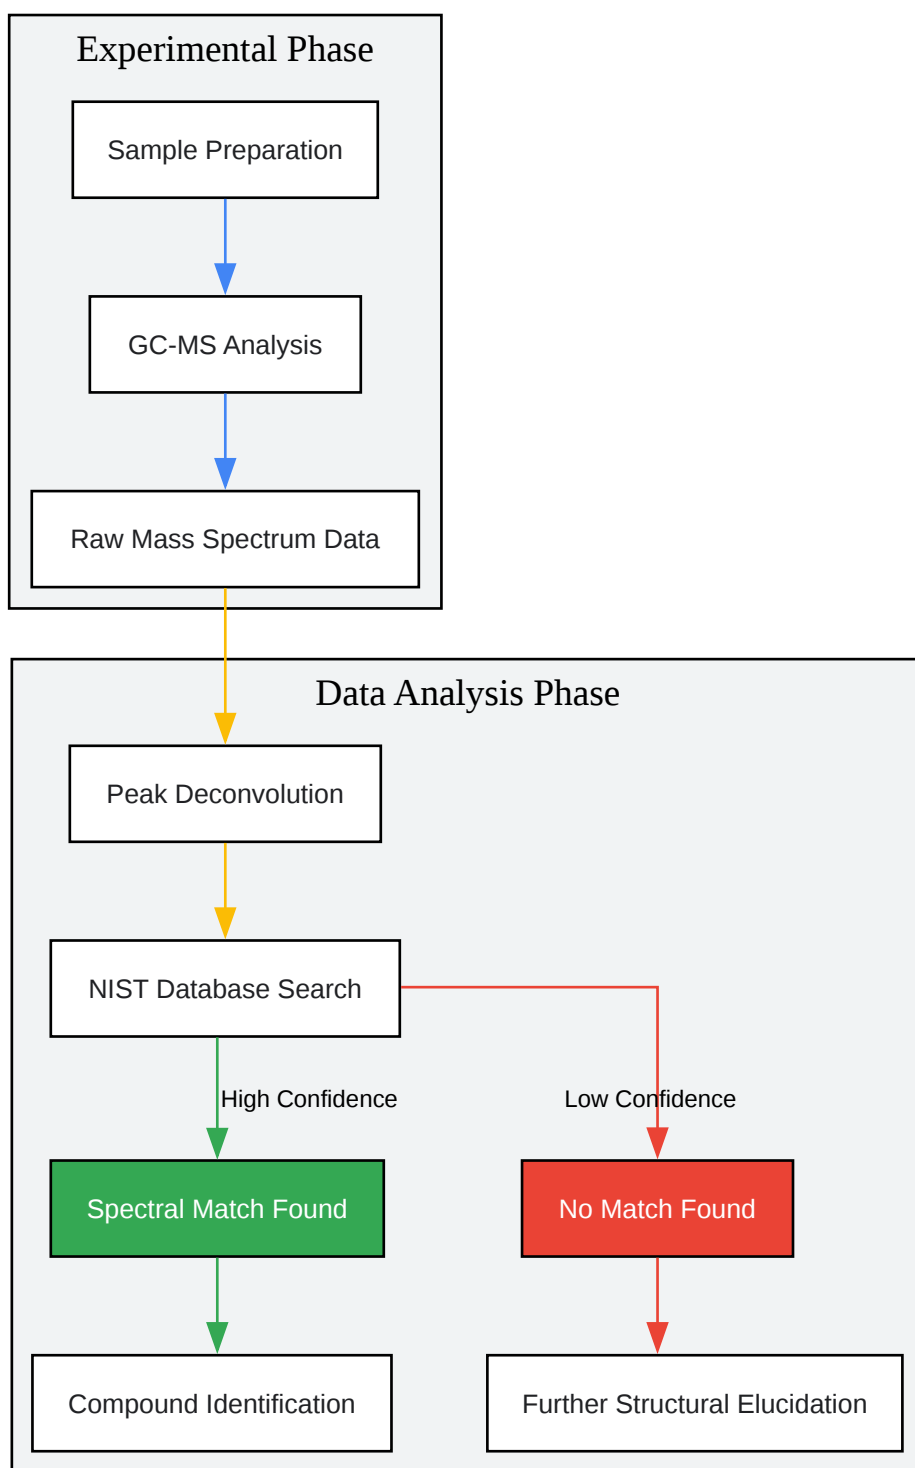 Experimental Phase
Sample Preparation
GC-MS Analysis
Raw Mass Spectrum Data
Data Analysis Phase
Peak Deconvolution
NIST Database Search
High Confidence
Low Confidence
Spectral Match Found
No Match Found
Compound Identification
Further Structural Elucidation